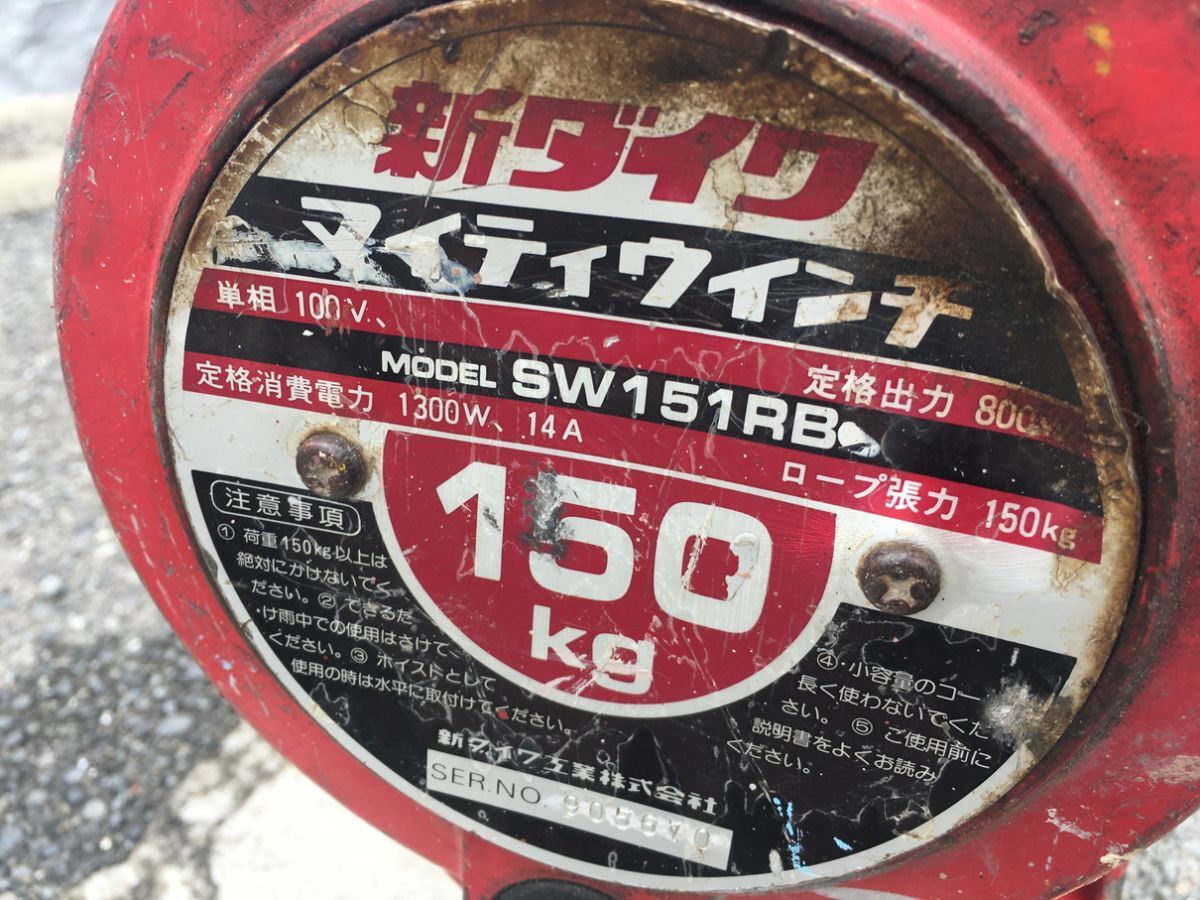 新ダイワ
マイティウインチ
単相 100V、
定格出力 800
MODEL SW151RB
定格消費電力 1300W、14A
ロープ張力 150kg
150
kg
注意事項
① 荷重150kg以上は
絶対にかけないでく
ださい。② できるだ
け雨中での使用はさけて
ください。③ ホイストとして
使用の時は水平に取付けてください。
④ 小容量のコー
長く使わないでくだ
さい。⑤ ご使用前に
説明書をよくお読み
ください。
新ダイワ工業株式会社
SER.NO.